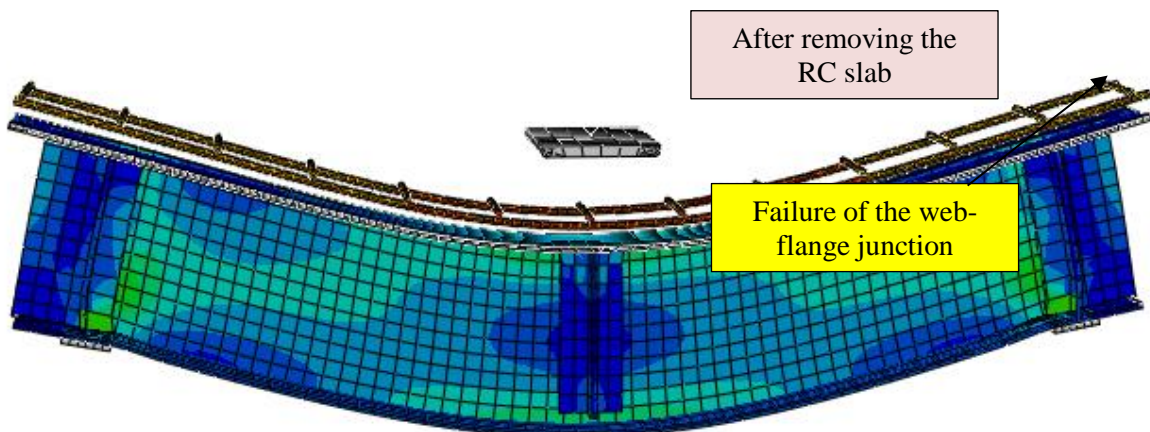 After removing the
RC slab
Failure of the web-
flange junction